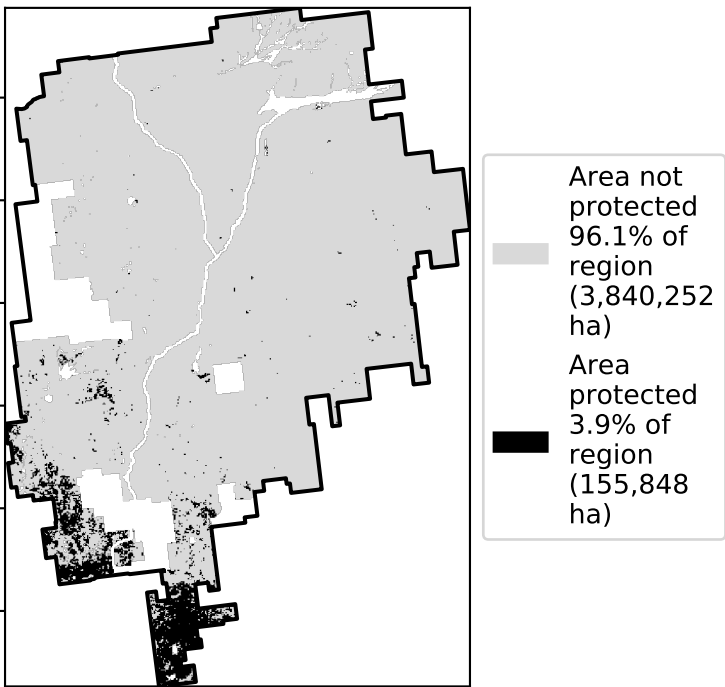 Area not
protected
96.1% of
region
(3,840,252
ha)
Area
protected
3.9% of
region
(155,848
ha)